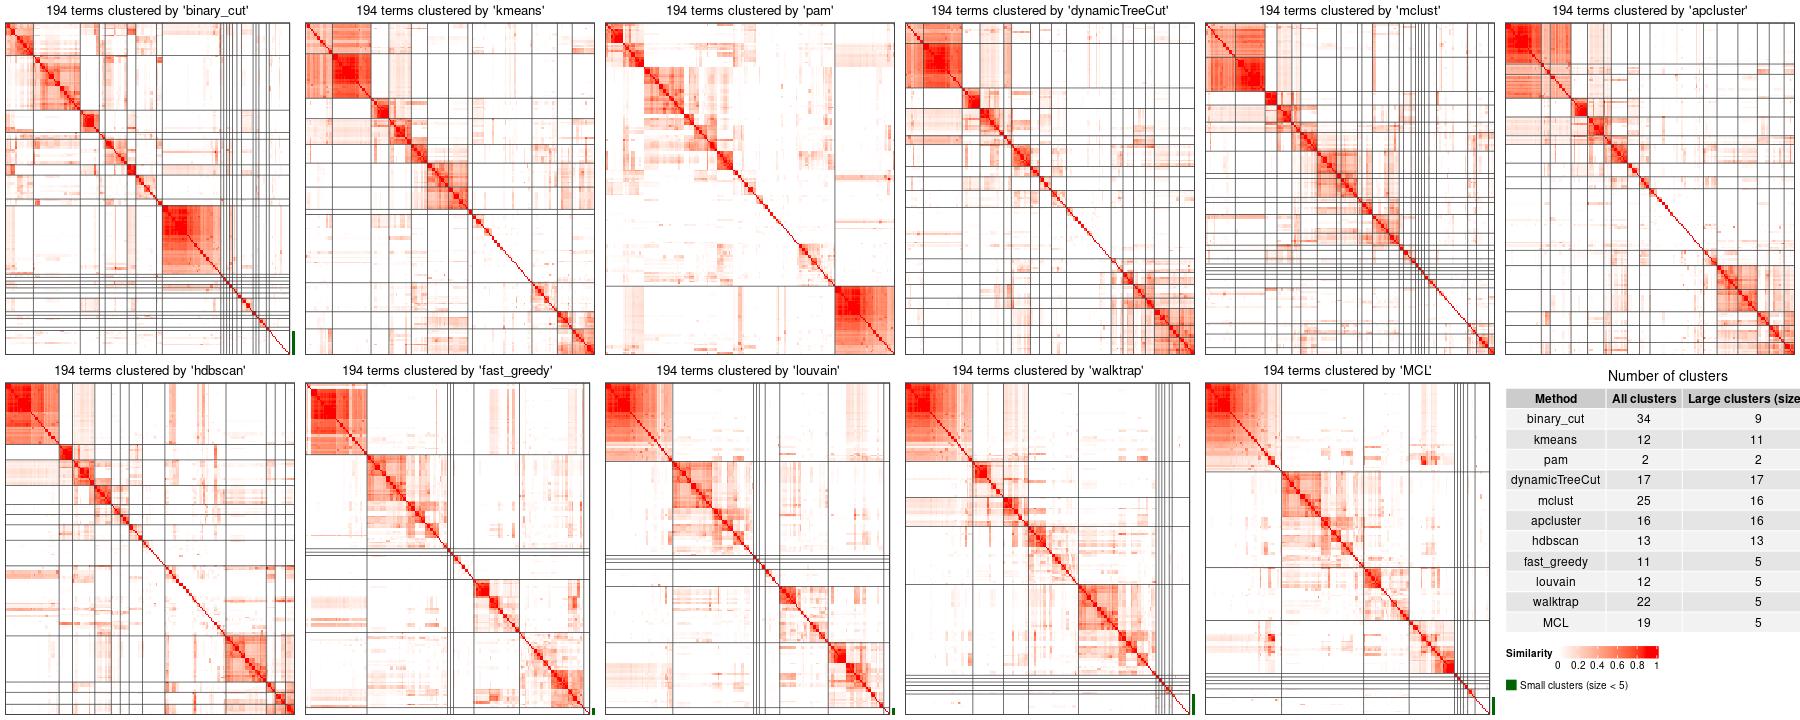 194 terms clustered by 'binary_cut'
194 terms clustered by 'kmeans'
194 terms clustered by 'pam'
194 terms clustered by 'dynamicTreeCut'
194 terms clustered by 'mclust'
194 terms clustered by 'apcluster'
194 terms clustered by 'hdbscan'
194 terms clustered by 'fast_greedy'
194 terms clustered by 'louvain'
194 terms clustered by 'walktrap'
194 terms clustered by 'MCL'
Number of clusters
Method All clusters Large clusters (size
binary_cut 34 9
kmeans 12 11
pam 2 2
dynamicTreeCut 17 17
mclust 25 16
apcluster 16 16
hdbscan 13 13
fast_greedy 11 5
louvain 12 5
walktrap 22 5
MCL 19 5
Similarity
0 0.2 0.4 0.6 0.8 1
Small clusters (size < 5)